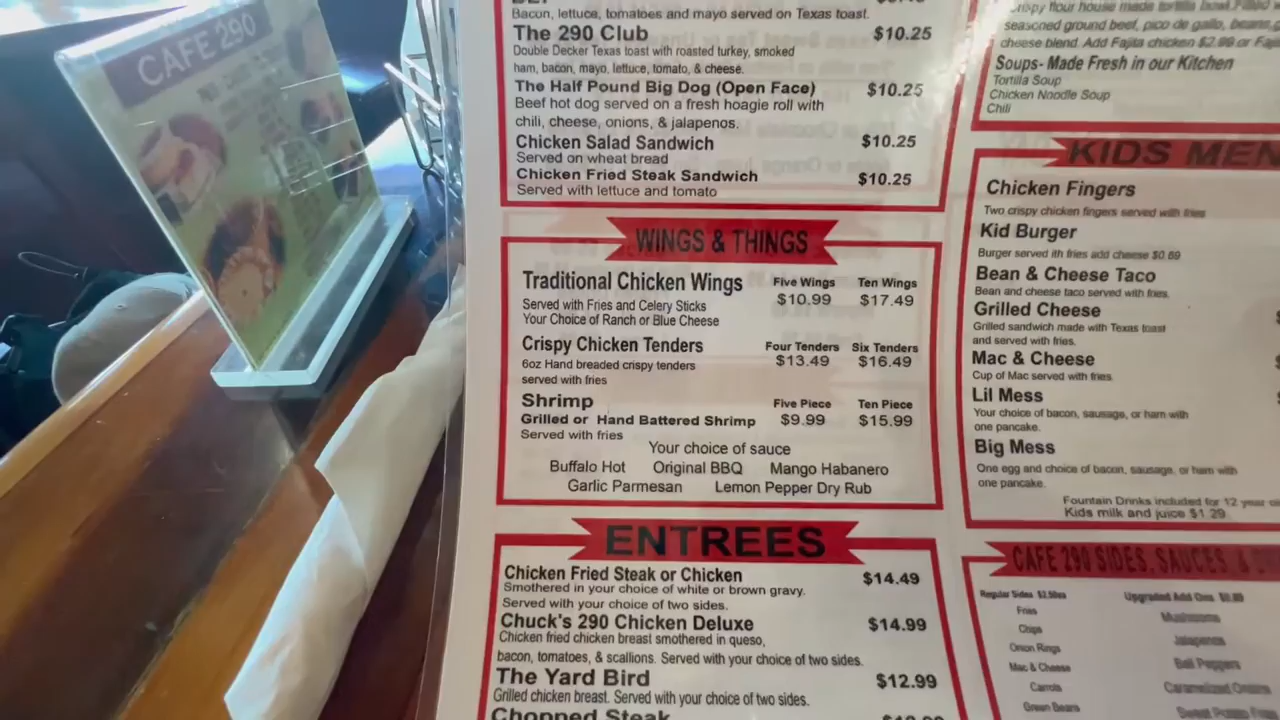 CAFE 290
Bacon, lettuce, tomatoes and mayo served on Texas toast.
The 290 Club $10.25
Double Decker Texas toast with roasted turkey, smoked
ham, bacon, mayo, lettuce, tomato, & cheese.
The Half Pound Big Dog (Open Face) $10.25
Beef hot dog served on a fresh hoagie roll with
chili, cheese, onions, & jalapenos.
Chicken Salad Sandwich $10.25
Served on wheat bread
Chicken Fried Steak Sandwich $10.25
Served with lettuce and tomato
WINGS & THINGS
Traditional Chicken Wings Five Wings Ten Wings
$10.99 $17.49
Served with Fries and Celery Sticks
Your Choice of Ranch or Blue Cheese
Crispy Chicken Tenders Four Tenders Six Tenders
$13.49 $16.49
6oz Hand breaded crispy tenders
served with fries
Shrimp Five Piece Ten Piece
Grilled or Hand Battered Shrimp $9.99 $15.99
Served with fries
Your choice of sauce
Buffalo Hot Original BBQ Mango Habanero
Garlic Parmesan Lemon Pepper Dry Rub
ENTREES
Chicken Fried Steak or Chicken $14.49
Smothered in your choice of white or brown gravy.
Served with your choice of two sides.
Chuck's 290 Chicken Deluxe $14.99
Chicken fried chicken breast smothered in queso,
bacon, tomatoes, & scallions. Served with your choice of two sides.
The Yard Bird $12.99
Grilled chicken breast. Served with your choice of two sides.
Chopped Steak
flour house made tortilla bowl
seasoned ground beef, pico de gallo, beans,
cheese blend. Add Fajita chicken $2.99 or
Soups- Made Fresh in our Kitchen
Tortilla Soup
Chicken Noodle Soup
Chili
KIDS MEN
Chicken Fingers
Two crispy chicken fingers served with fries
Kid Burger
Burger served ith fries add cheese $0.69
Bean & Cheese Taco
Bean and cheese taco served with fries.
Grilled Cheese
Grilled sandwich made with Texas toast
and served with fries.
Mac & Cheese
Cup of Mac served with fries.
Lil Mess
Your choice of bacon, sausage, or ham with
one pancake.
Big Mess
One egg and choice of bacon, sausage, or ham with
one pancake.
Fountain Drinks included for 12 year
Kids milk and juice $1.29
CAFE 290 SIDES, SAUCES, &
Regular Sides Upgraded Add Ons
Fries Mushrooms
Chips Jalapenos
Onion Rings Bell Peppers
Mac & Cheese Caramelized Onions
Carrots Sweet Potato Fries
Green Beans